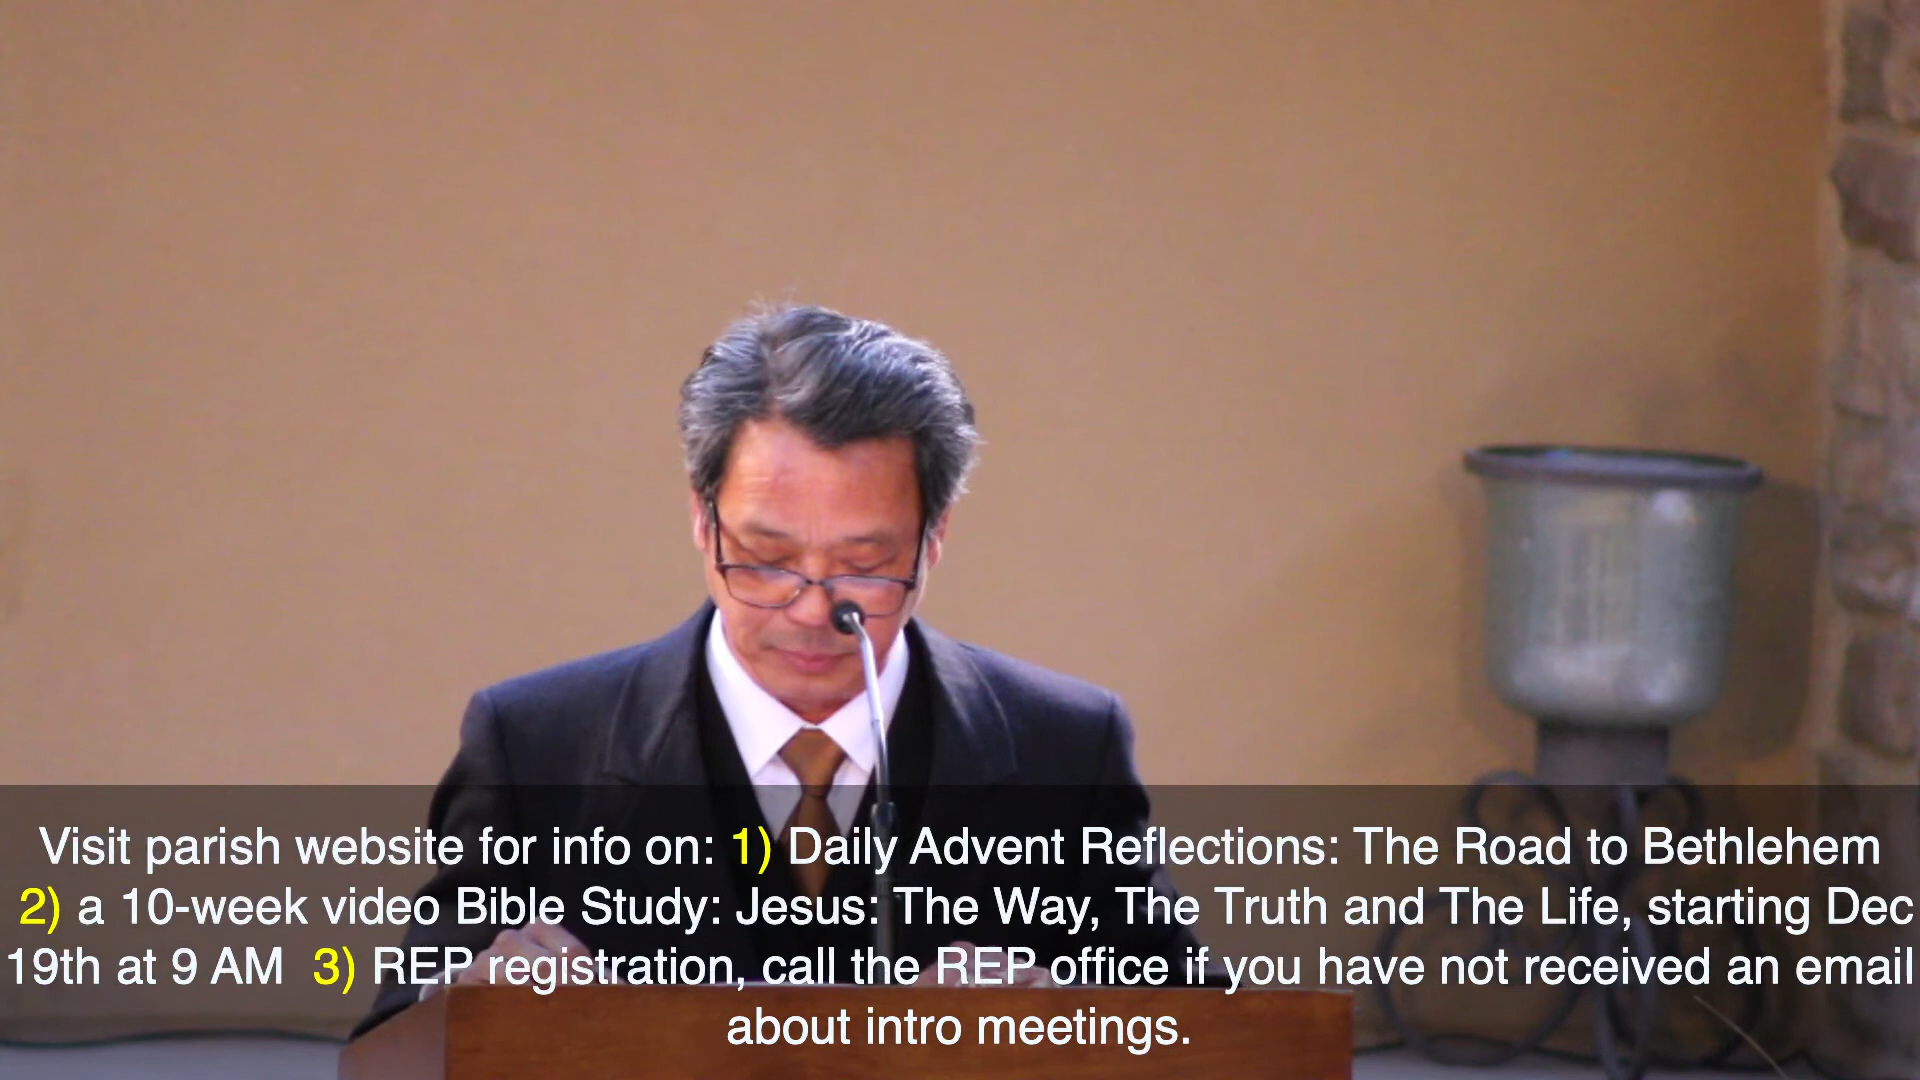 Visit parish website for info on: 1) Daily Advent Reflections: The Road to Bethlehem
2) a 10-week video Bible Study: Jesus: The Way, The Truth and The Life, starting Dec
19th at 9 AM 3) REP registration, call the REP office if you have not received an email
about intro meetings.